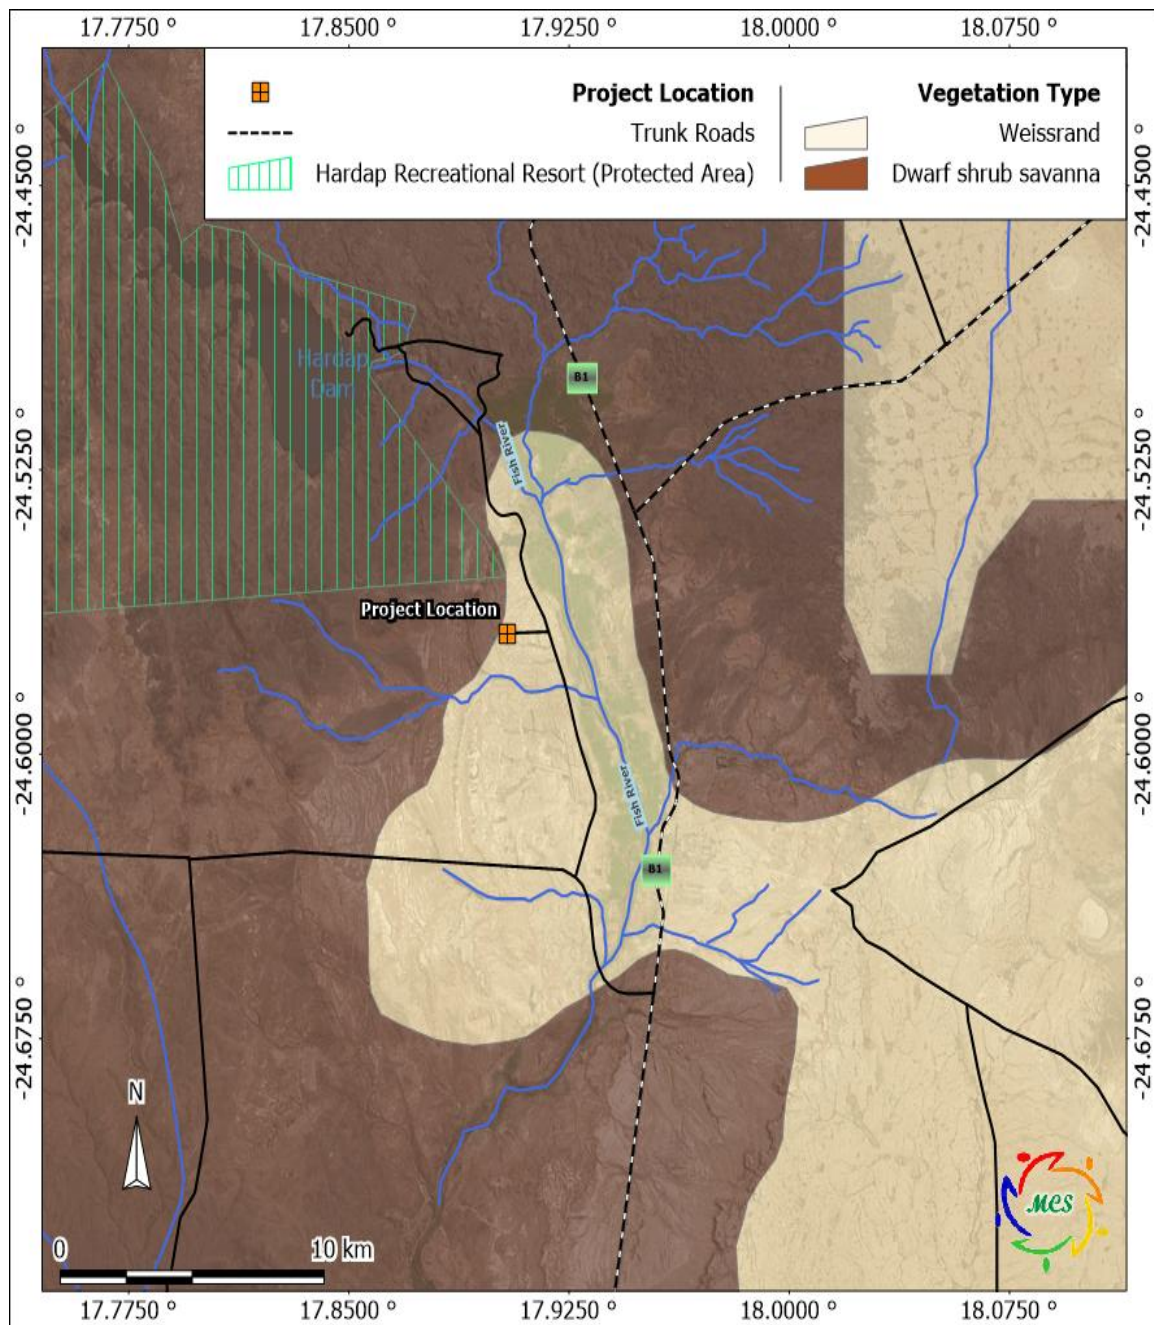 17.7750 °
17.8500 °
17.9250 °
18.0000 °
18.0750 °
Project Location
Trunk Roads
Hardap Recreational Resort (Protected Area)
Vegetation Type
Weissrand
Dwarf shrub savanna
-24.4500 °
-24.4500 °
Hardap
Dam
B1
Fish River
-24.5250 °
-24.5250 °
Project Location
-24.6000 °
-24.6000 °
Fish River
B1
-24.6750 °
-24.6750 °
N
MCS
0
10 km
17.7750 °
17.8500 °
17.9250 °
18.0000 °
18.0750 °